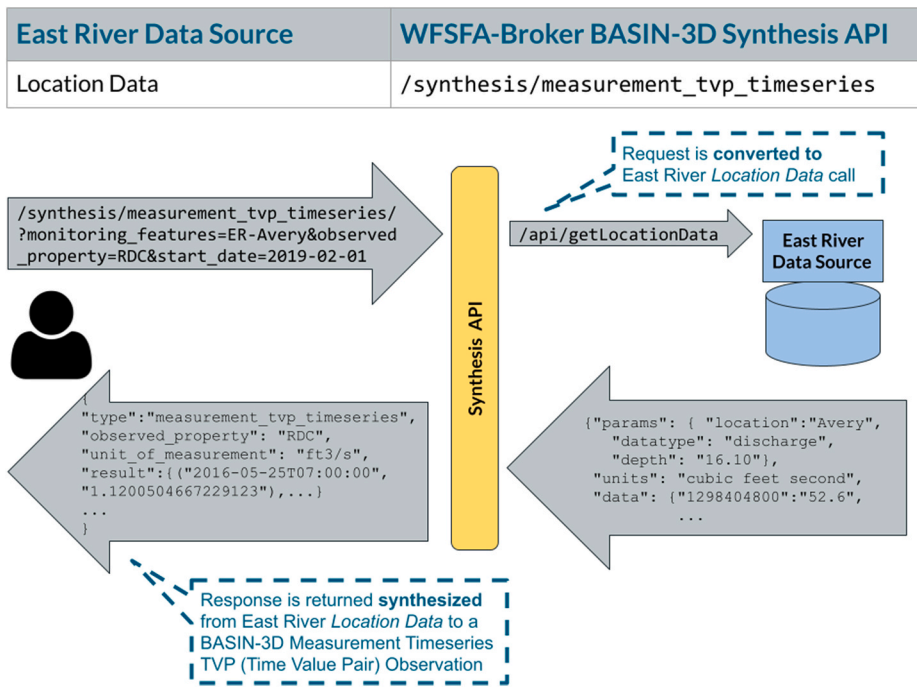 East River Data Source
WFSFA-Broker BASIN-3D Synthesis API
Location Data
/synthesis/measurement_tvp_timeseries
Request is converted to
East River Location Data call
/synthesis/measurement_tvp_timeseries/
?monitoring_features=ER-Avery&observed
_property=RDC&start_date=2019-02-01
/api/getLocationData
East River
Data Source
Synthesis API
{
"type":"measurement_tvp_timeseries",
"observed_property": "RDC",
"unit_of_measurement": "ft3/s",
"result":{("2016-05-25T07:00:00",
"1.1200504667229123"),...}
...
}
{"params": { "location":"Avery",
"datatype": "discharge",
"depth": "16.10"},
"units": "cubic feet second",
"data": {"1298404800":"52.6",
...
Response is returned synthesized
from East River Location Data to a
BASIN-3D Measurement Timeseries
TVP (Time Value Pair) Observation